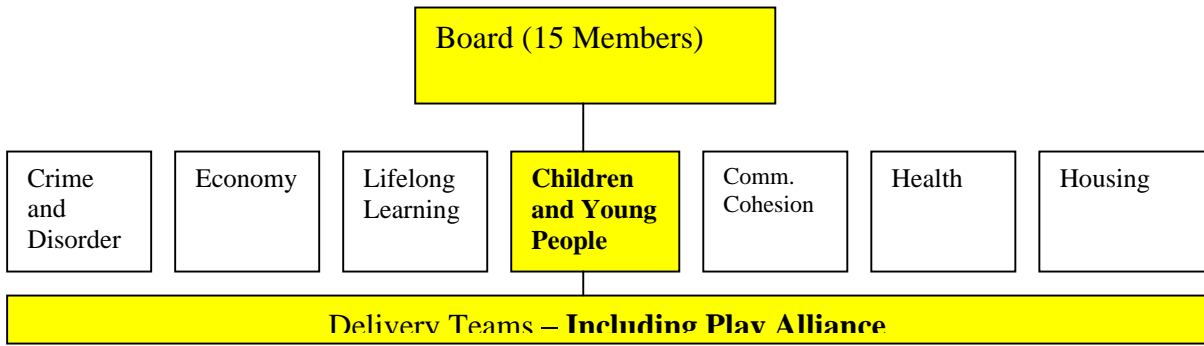 Board (15 Members)
Crime
and
Disorder
Economy
Lifelong
Learning
Children
and Young
People
Comm.
Cohesion
Health
Housing
Delivery Teams – Including Play Alliance